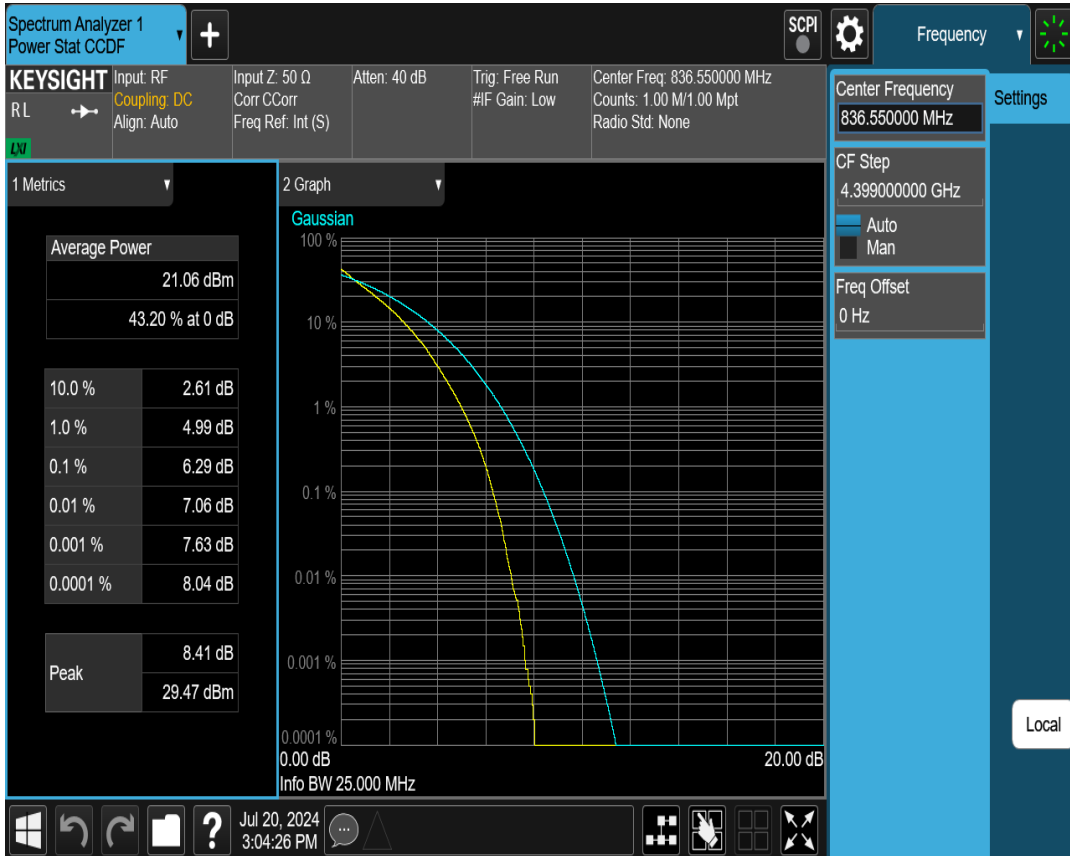 Spectrum Analyzer 1
Power Stat CCDF
+
SCPI
Frequency
KEYSIGHT
RL
LXI
Input: RF
Coupling: DC
Align: Auto
Input Z: 50 Ω
Corr CCorr
Freq Ref: Int (S)
Atten: 40 dB
Trig: Free Run
#IF Gain: Low
Center Freq: 836.550000 MHz
Counts: 1.00 M/1.00 Mpt
Radio Std: None
Center Frequency
836.550000 MHz
Settings
CF Step
4.399000000 GHz
Auto
Man
Freq Offset
0 Hz
1 Metrics
Average Power
21.06 dBm
43.20 % at 0 dB
10.0 % 2.61 dB
1.0 % 4.99 dB
0.1 % 6.29 dB
0.01 % 7.06 dB
0.001 % 7.63 dB
0.0001 % 8.04 dB
Peak
8.41 dB
29.47 dBm
2 Graph
Gaussian
100 %
10 %
1 %
0.1 %
0.01 %
0.001 %
0.0001 %
0.00 dB 20.00 dB
Info BW 25.000 MHz
Local
?
Jul 20, 2024
3:04:26 PM